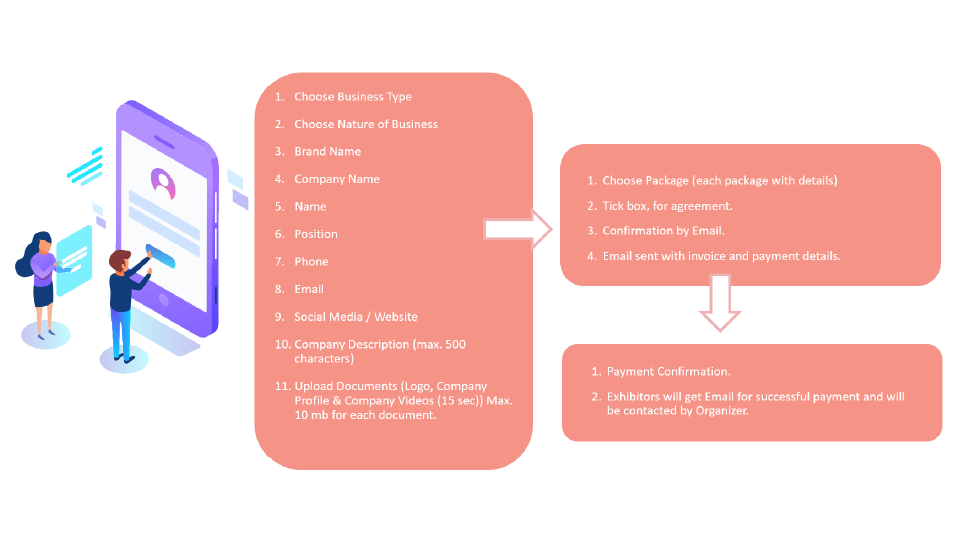 1. Choose Business Type
2. Choose Nature of Business
3. Brand Name
4. Company Name
5. Name
6. Position
7. Phone
8. Email
9. Social Media / Website
10. Company Description (max. 500
characters)
11. Upload Documents (Logo, Company
Profile & Company Videos (15 sec)) Max.
10 mb for each document.
1. Choose Package (each package with details)
2. Tick box, for agreement.
3. Confirmation by Email.
4. Email sent with invoice and payment details.
1. Payment Confirmation.
2. Exhibitors will get Email for successful payment and will
be contacted by Organizer.